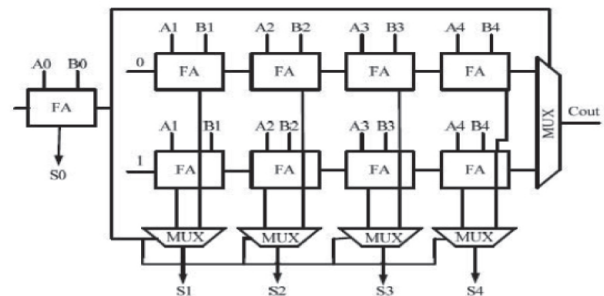 A1 B1 A2 B2 A3 B3 A4 B4
A0 B0 0 FA FA FA FA
FA MUX Cout
A1 B1 A2 B2 A3 B3 A4 B4
S0 1 FA FA FA FA
MUX MUX MUX MUX
S1 S2 S3 S4